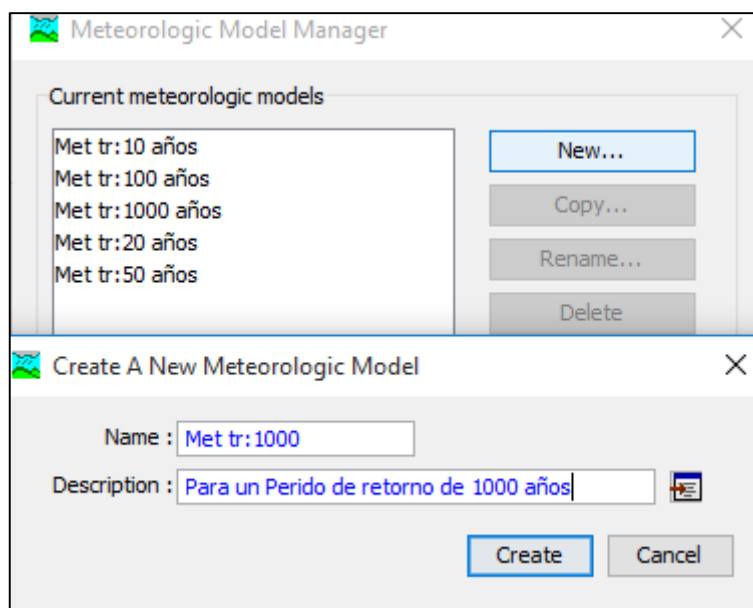 Meteorologic Model Manager
Current meteorologic models
Met tr:10 años
Met tr:100 años
Met tr:1000 años
Met tr:20 años
Met tr:50 años
New...
Copy...
Rename...
Delete
Create A New Meteorologic Model
Name : Met tr:1000
Description : Para un Perido de retorno de 1000 años
Create Cancel